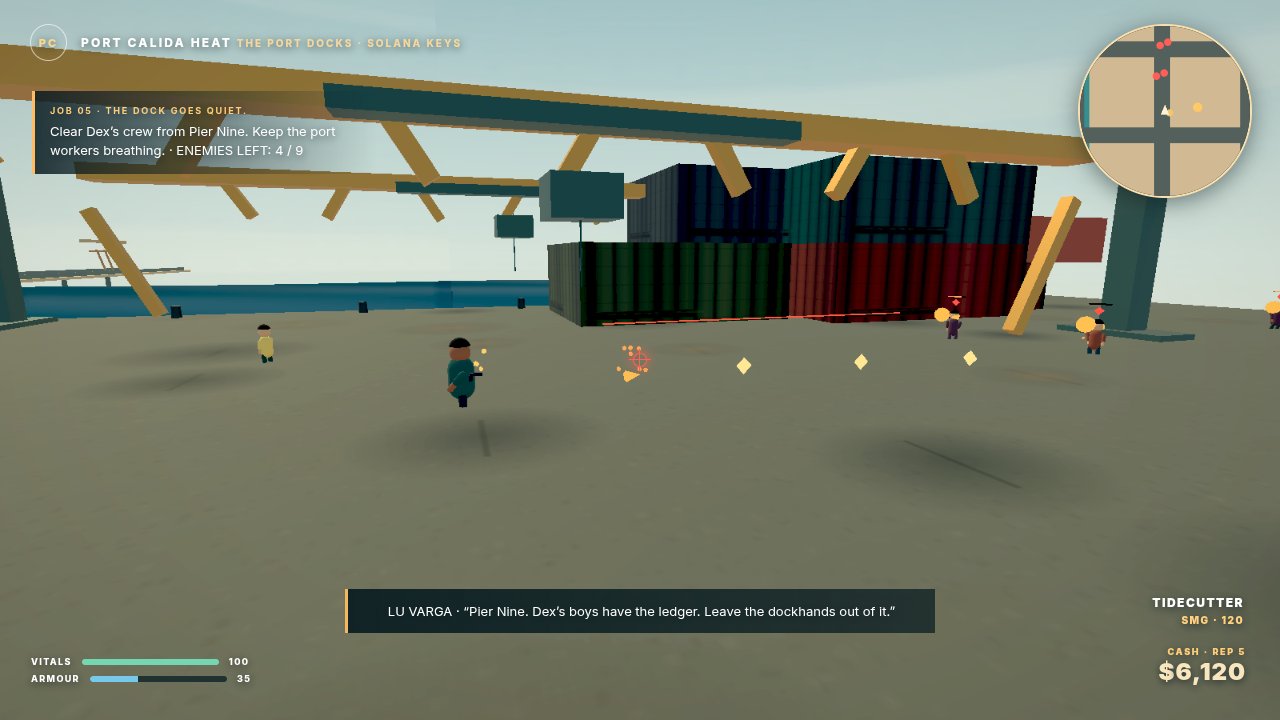 PC PORT CALIDA HEAT THE PORT DOCKS · SOLANA KEYS
JOB 05 · THE DOCK GOES QUIET.
Clear Dex’s crew from Pier Nine. Keep the port
workers breathing. · ENEMIES LEFT: 4 / 9
LU VARGA · “Pier Nine. Dex’s boys have the ledger. Leave the dockhands out of it.”
TIDECUTTER
SMG · 120
CASH · REP 5
$6,120
VITALS 100
ARMOUR 35